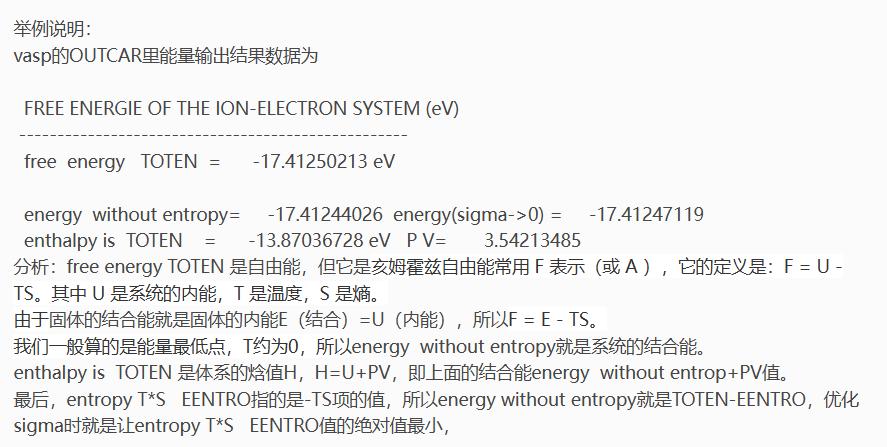 举例说明：
vasp的OUTCAR里能量输出结果数据为
FREE ENERGIE OF THE ION-ELECTRON SYSTEM (eV)
---------------------------------------------------
free  energy   TOTEN  =      -17.41250213 eV
energy  without entropy=     -17.41244026  energy(sigma->0) =     -17.41247119
enthalpy is  TOTEN    =      -13.87036728 eV   P V=       3.54213485
分析：free energy TOTEN 是自由能，但它是亥姆霍兹自由能常用 F 表示（或 A ），它的定义是：F = U -
TS。其中 U 是系统的内能，T 是温度，S 是熵。
由于固体的结合能就是固体的内能E（结合）=U（内能），所以F = E - TS。
我们一般算的是能量最低点，T约为0，所以energy  without entropy就是系统的结合能。
enthalpy is  TOTEN 是体系的焓值H，H=U+PV，即上面的结合能energy  without entrop+PV值。
最后，entropy T*S   EENTRO指的是-TS项的值，所以energy without entropy就是TOTEN-EENTRO，优化
sigma时就是让entropy T*S   EENTRO值的绝对值最小，